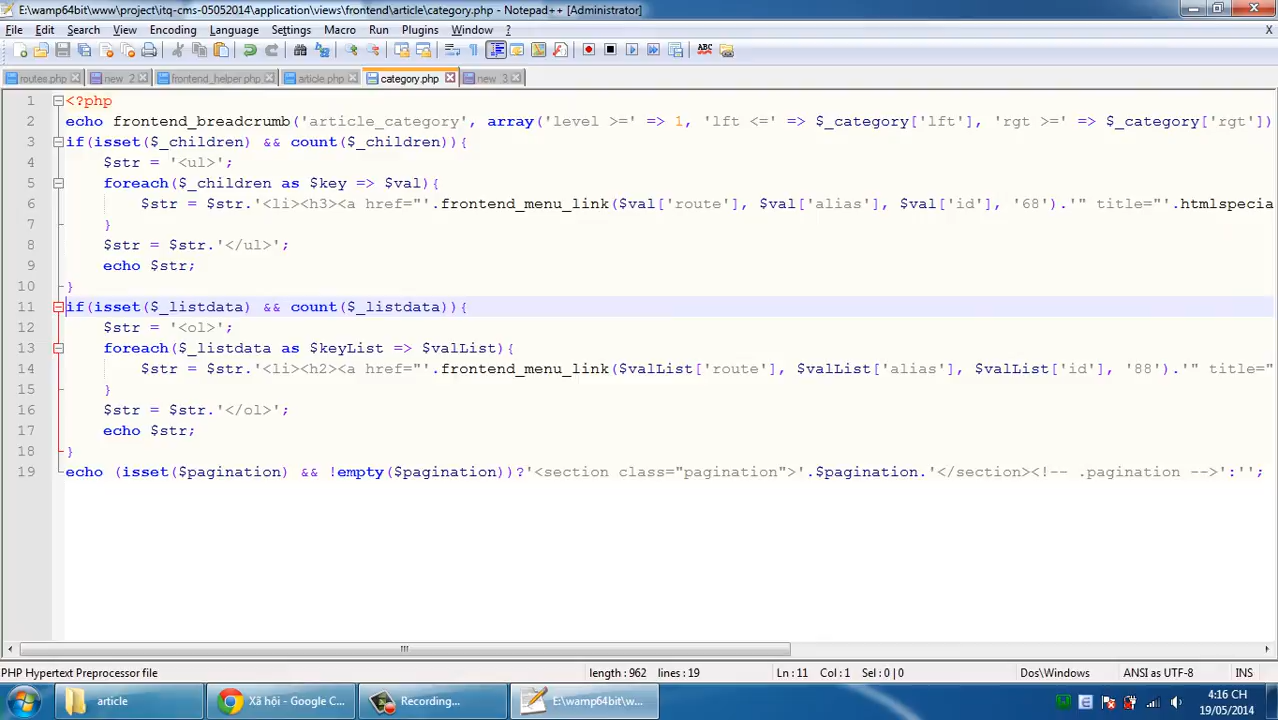 E:\wamp64bit\www\project\itq-cms-05052014\application\views\frontend\article\category.php - Notepad++ [Administrator]
File Edit Search View Encoding Language Settings Macro Run Plugins Window ?
X
ABC
routes.php new 2 frontend_helper.php article.php category.php new 3
1 <?php
2 echo frontend_breadcrumb('article_category', array('level >=' => 1, 'lft <=' => $_category['lft'], 'rgt >=' => $_category['rgt'])
3 if(isset($_children) && count($_children)){
4 $str = '<ul>';
5 foreach($_children as $key => $val){
6 $str = $str.'<li><h3><a href="'.frontend_menu_link($val['route'], $val['alias'], $val['id'], '68').'" title="'.htmlspecia
7 }
8 $str = $str.'</ul>';
9 echo $str;
10 }
11 if(isset($_listdata) && count($_listdata)){
12 $str = '<ol>';
13 foreach($_listdata as $keyList => $valList){
14 $str = $str.'<li><h2><a href="'.frontend_menu_link($valList['route'], $valList['alias'], $valList['id'], '88').'" title="
15 }
16 $str = $str.'</ol>';
17 echo $str;
18 }
19 echo (isset($pagination) && !empty($pagination))?'<section class="pagination">'.$pagination.'</section><!-- .pagination -->':'';
PHP Hypertext Preprocessor file length : 962 lines : 19 Ln : 11 Col : 1 Sel : 0 | 0 Dos\Windows ANSI as UTF-8 INS
article Xã hội - Google C... Recording... E:\wamp64bit\w... 4:16 CH
19/05/2014